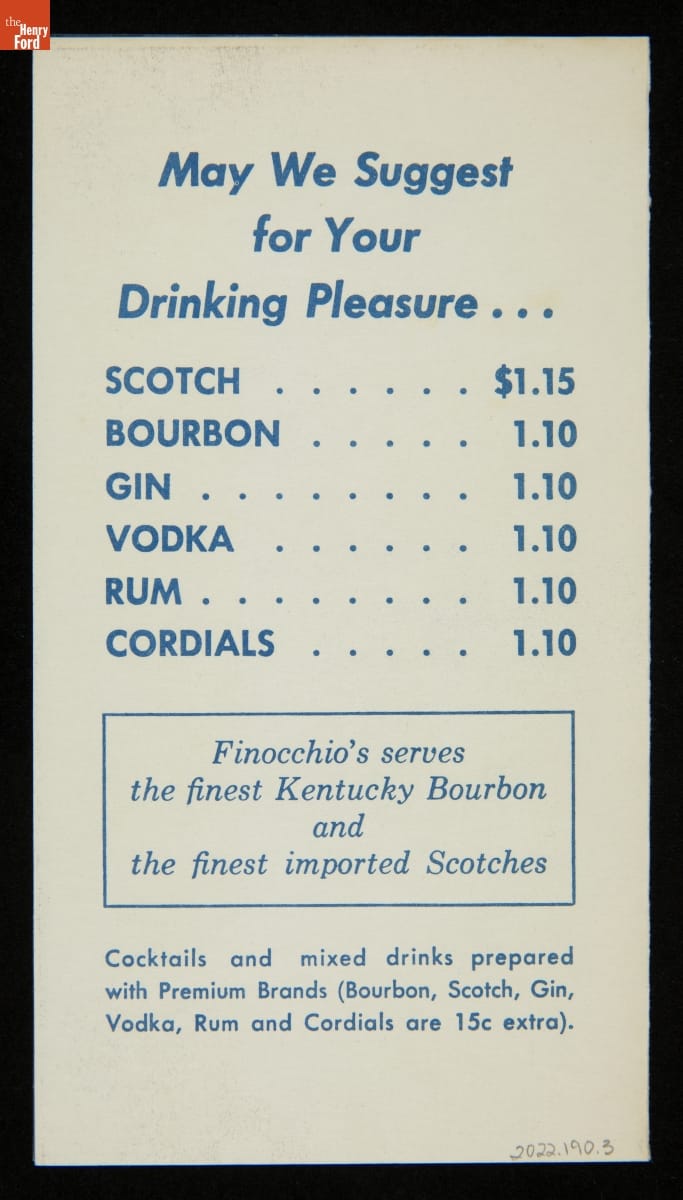 the
Henry
Ford
May We Suggest
for Your
Drinking Pleasure . . .
SCOTCH . . . . . . $1.15
BOURBON . . . . . 1.10
GIN . . . . . . . . 1.10
VODKA . . . . . . 1.10
RUM . . . . . . . . 1.10
CORDIALS . . . . . 1.10
Finocchio's serves
the finest Kentucky Bourbon
and
the finest imported Scotches
Cocktails and mixed drinks prepared
with Premium Brands (Bourbon, Scotch, Gin,
Vodka, Rum and Cordials are 15c extra).
2022.190.3